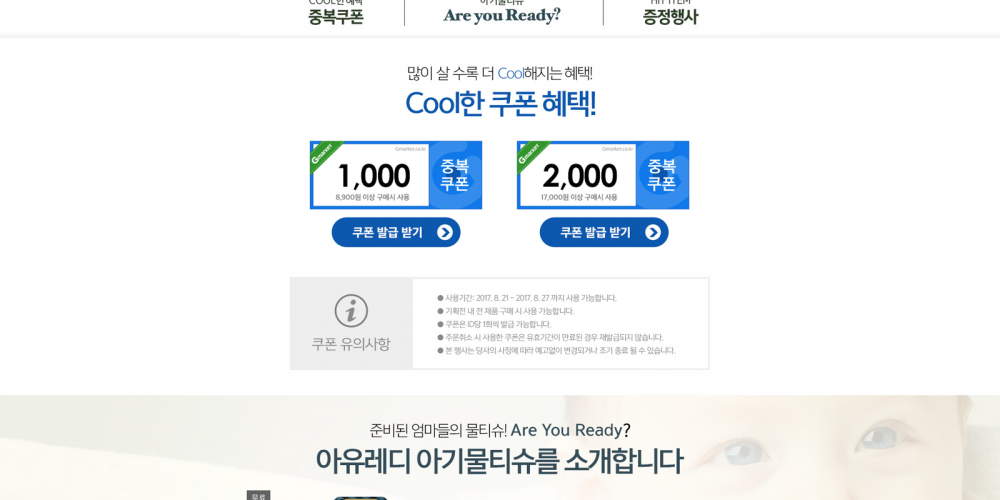 COOL한 혜택
중복쿠폰
아기물티슈
Are you Ready?
HIT ITEM
증정행사
많이 살 수록 더 Cool해지는 혜택!
Cool한 쿠폰 혜택!
Gmarket
Gmarket.co.kr
1,000
8,900원 이상 구매시 사용
중복
쿠폰
쿠폰 발급 받기
Gmarket
Gmarket.co.kr
2,000
17,000원 이상 구매시 사용
중복
쿠폰
쿠폰 발급 받기
쿠폰 유의사항
● 사용기간: 2017. 8. 21 ~ 2017. 8. 27 까지 사용 가능합니다.
● 기획전 내 전 제품 구매 시 사용 가능합니다.
● 쿠폰은 ID당 1회씩 발급 가능합니다.
● 주문취소 시 사용한 쿠폰은 유효기간이 만료된 경우 재발급되지 않습니다.
● 본 행사는 당사의 사정에 따라 예고없이 변경되거나 조기 종료 될 수 있습니다.
준비된 엄마들의 물티슈! Are You Ready?
아유레디 아기물티슈를 소개합니다
무료